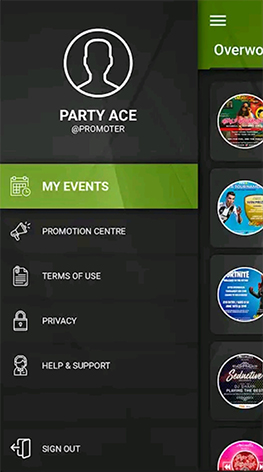 Overwo
PARTY ACE
@PROMOTER
MY EVENTS
PROMOTION CENTRE
TERMS OF USE
PRIVACY
HELP & SUPPORT
SIGN OUT
Seductive
PLAYING THE BEST